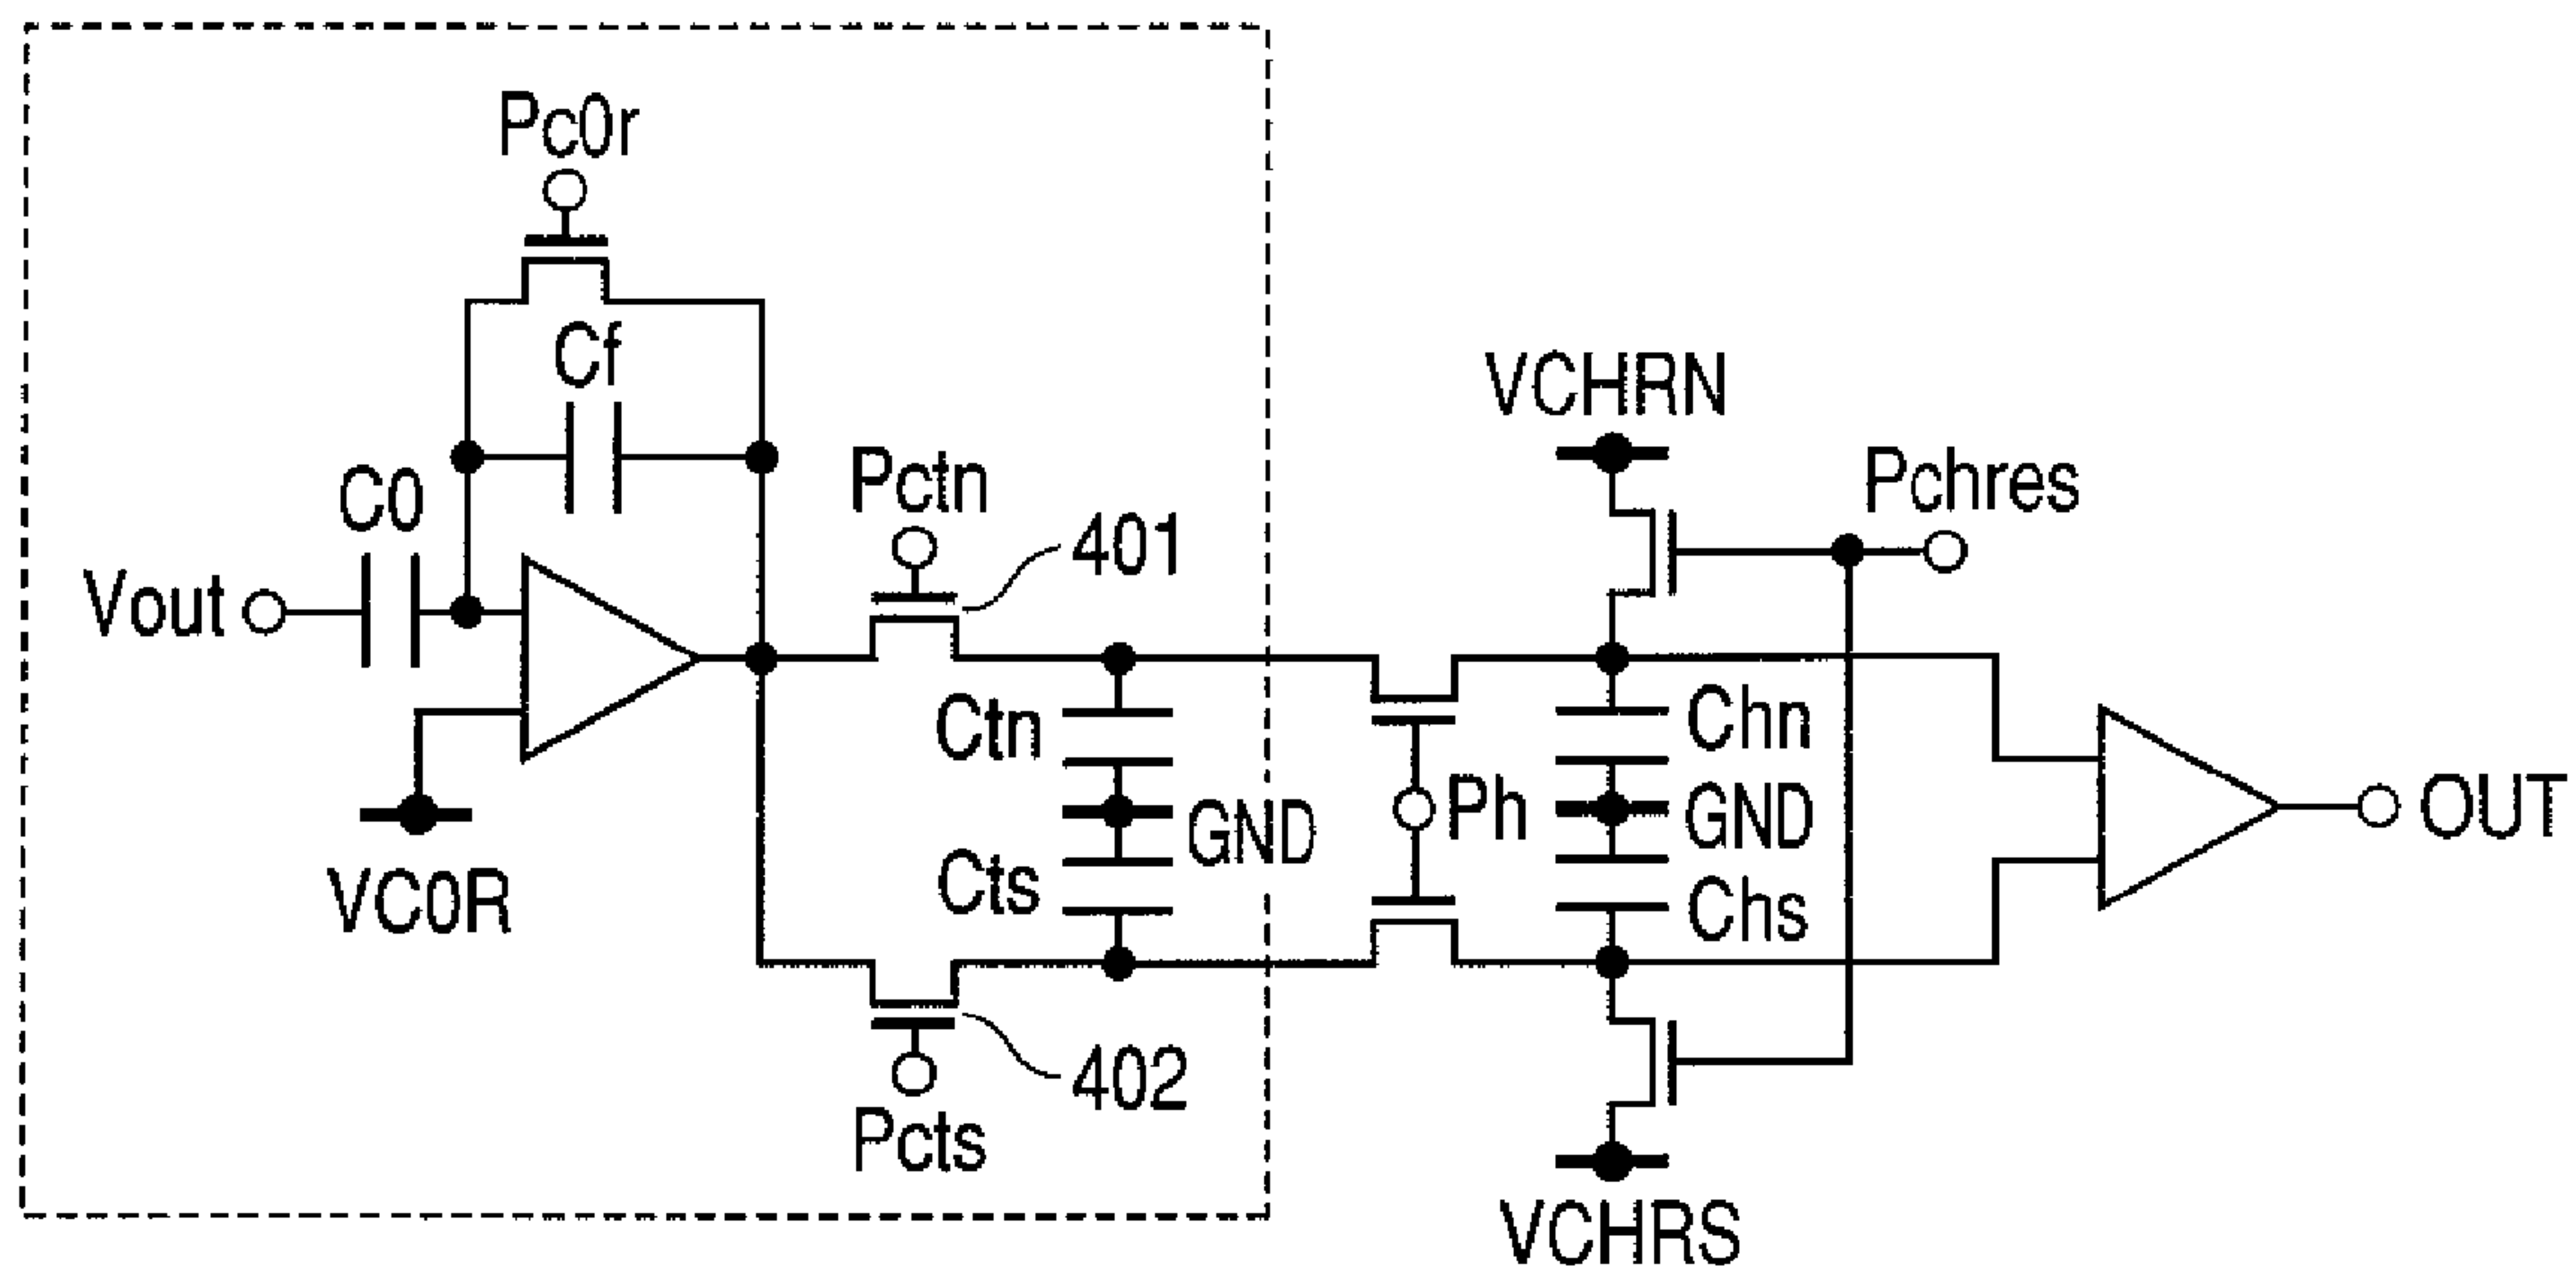 Pc0r
Cf
VCHRN
Pctn
Pchres
C0
401
Vout
Ctn
Chn
Ph
GND
GND
OUT
Cts
VC0R
Chs
402
Pcts
VCHRS